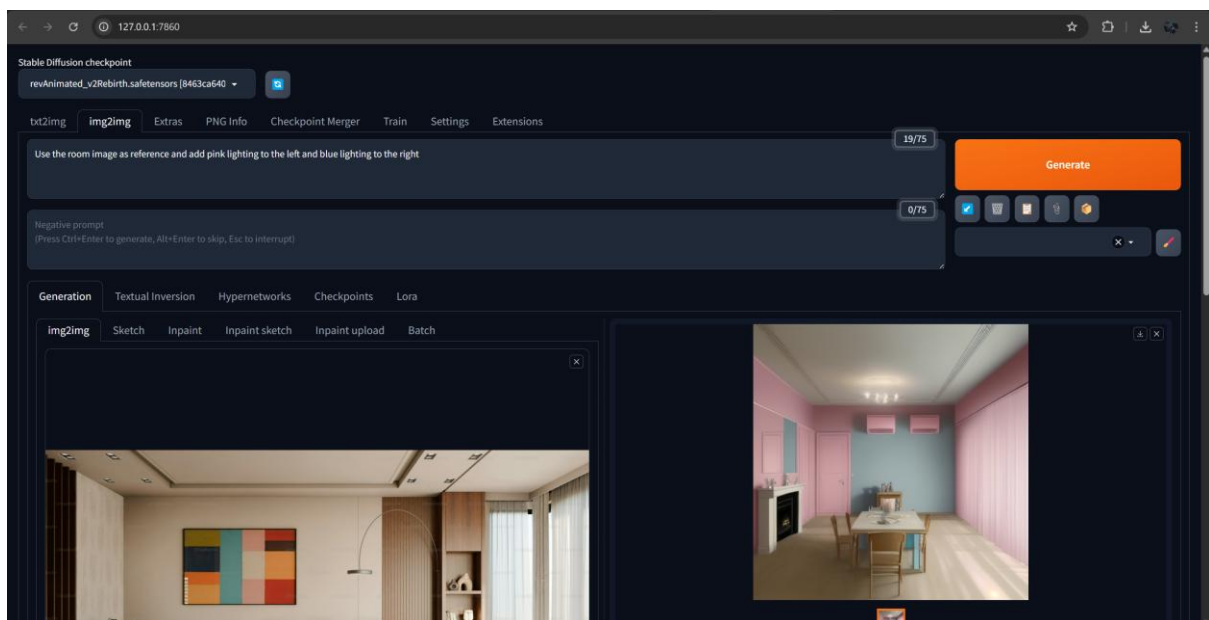 127.0.0.1:7860
Stable Diffusion checkpoint
revAnimated_v2Rebirth.safetensors [8463ca640
txt2img img2img Extras PNG Info Checkpoint Merger Train Settings Extensions
19/75
Use the room image as reference and add pink lighting to the left and blue lighting to the right
Generate
0/75
Negative prompt
(Press Ctrl+Enter to generate, Alt+Enter to skip, Esc to interrupt)
Generation Textual Inversion Hypernetworks Checkpoints Lora
img2img Sketch Inpaint Inpaint sketch Inpaint upload Batch